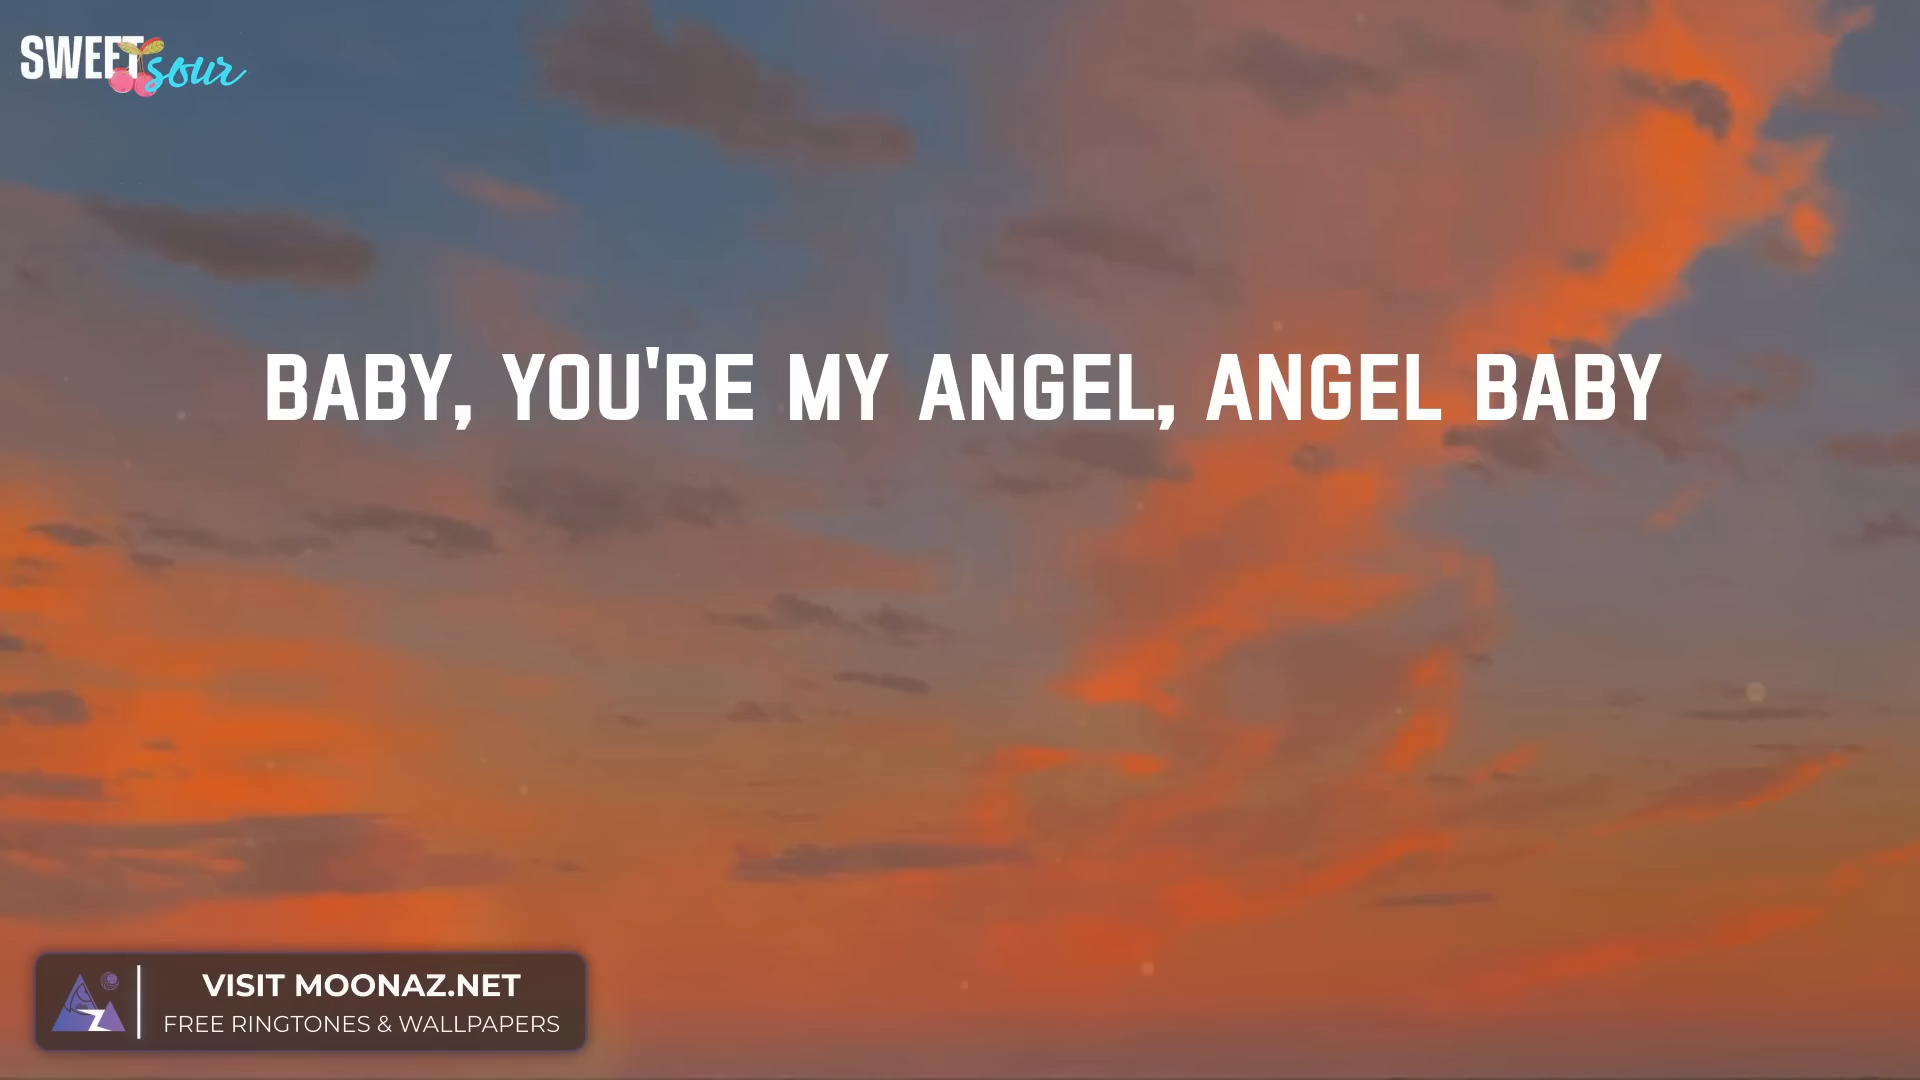 SWEET sour
BABY, YOU'RE MY ANGEL, ANGEL BABY
VISIT MOONAZ.NET
FREE RINGTONES & WALLPAPERS